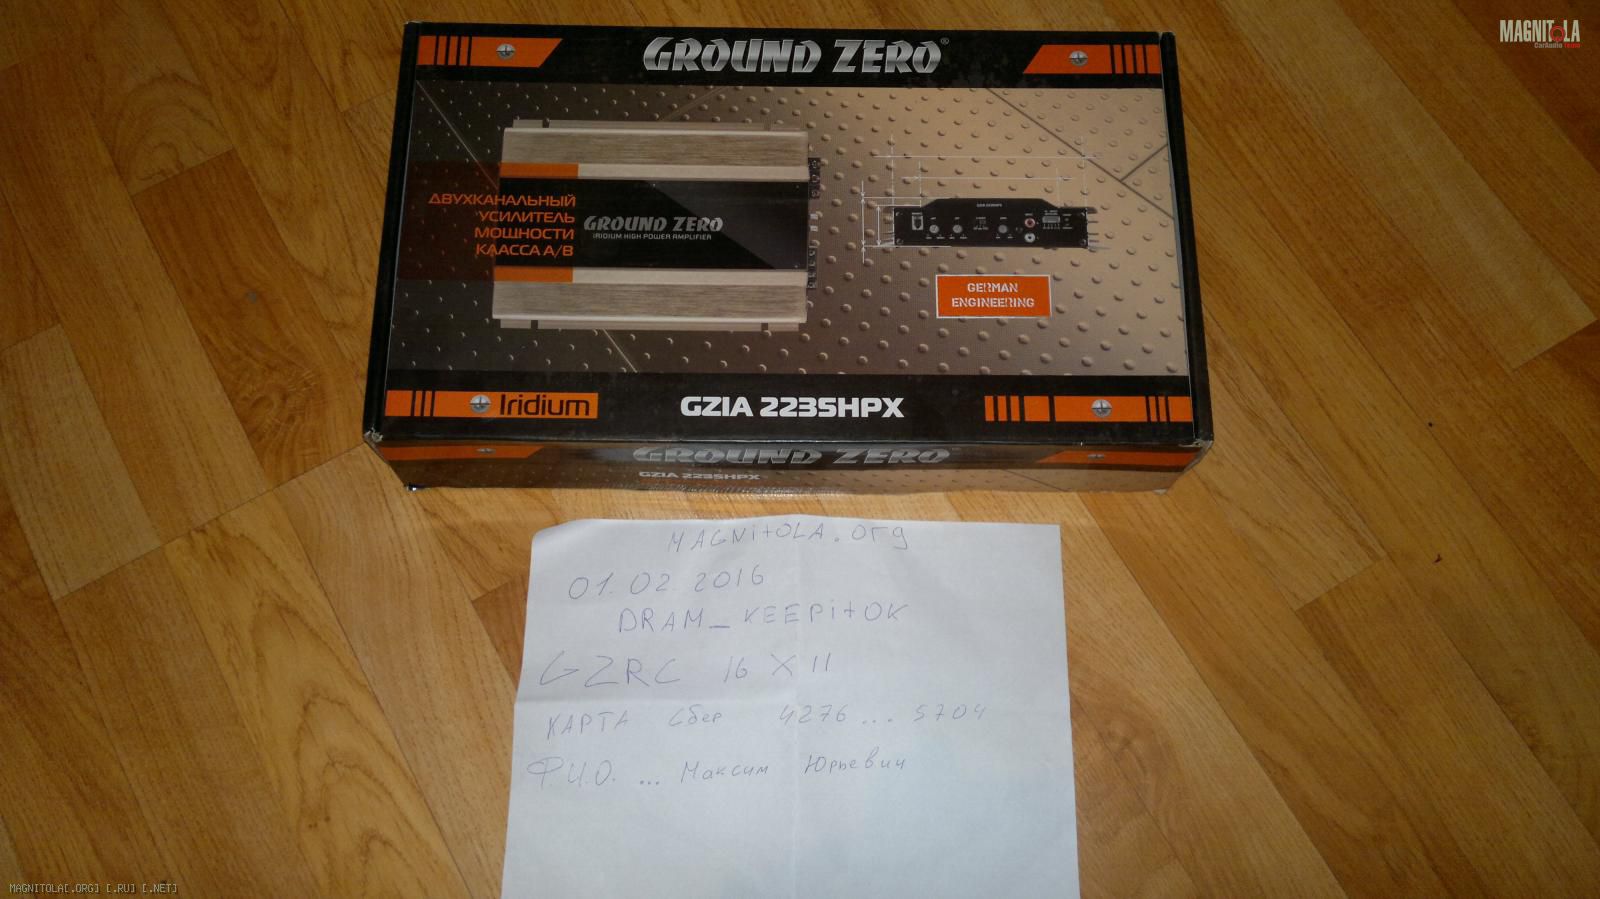 MAGNITOLA
CarAudio Team
GROUND ZERO®
ДВУХКАНАЛЬНЫЙ
УСИЛИТЕЛЬ
МОЩНОСТИ
КЛАССА А/В
GROUND ZERO
IRIDIUM HIGH POWER AMPLIFIER
GERMAN
ENGINEERING
Iridium
GZIA 2235HPX
GROUND ZERO
GZIA 2235HPX
MAGNitOLA.org
01.02.2016
DRAM_KEEPitOK
GZRC 16 X II
КАРТА Сбер 4276 ... 5704
Ф.И.О. ... Максим Юрьевич
MAGNITOLA[.ORG] [.RU] [.NET]